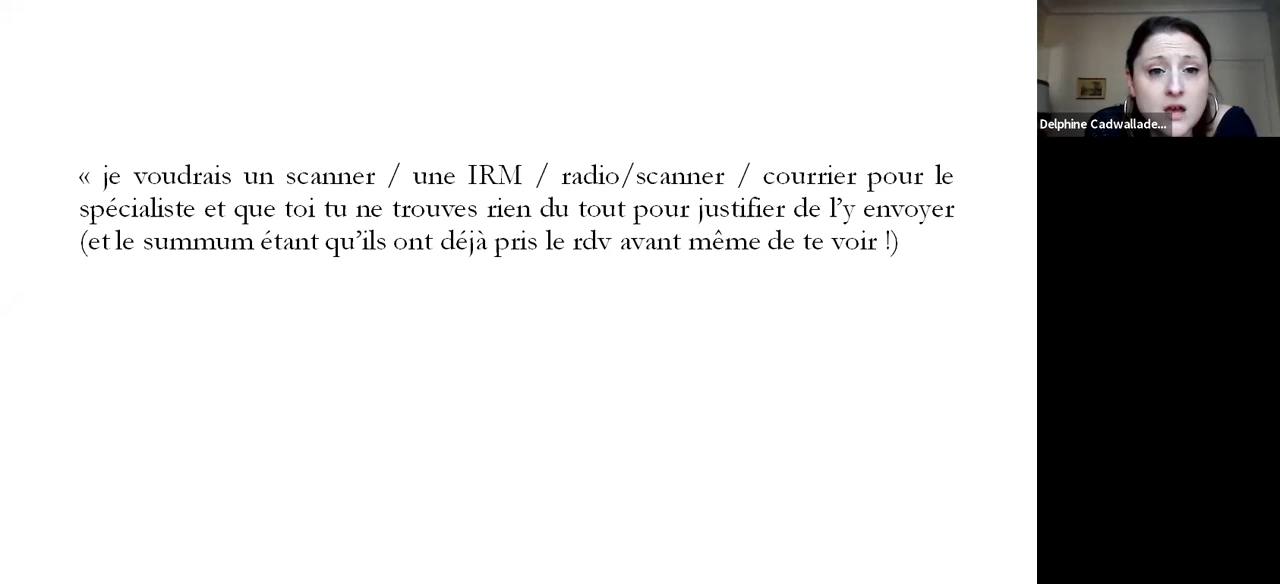 « je voudrais un scanner / une IRM / radio/scanner / courrier pour le
spécialiste et que toi tu ne trouves rien du tout pour justifier de l’y envoyer
(et le summum étant qu’ils ont déjà pris le rdv avant même de te voir !)
Delphine Cadwallade...